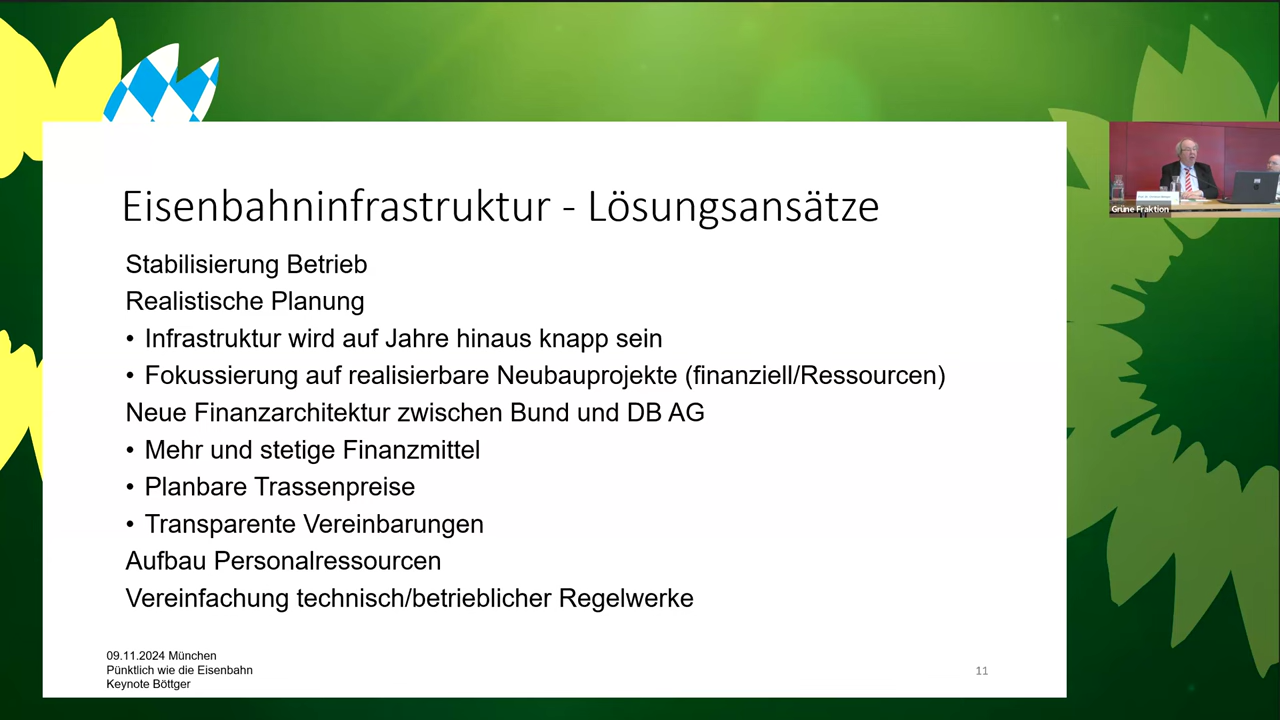 Eisenbahninfrastruktur - Lösungsansätze
Stabilisierung Betrieb
Realistische Planung
• Infrastruktur wird auf Jahre hinaus knapp sein
• Fokussierung auf realisierbare Neubauprojekte (finanziell/Ressourcen)
Neue Finanzarchitektur zwischen Bund und DB AG
• Mehr und stetige Finanzmittel
• Planbare Trassenpreise
• Transparente Vereinbarungen
Aufbau Personalressourcen
Vereinfachung technisch/betrieblicher Regelwerke
09.11.2024 München
Pünktlich wie die Eisenbahn
Keynote Böttger
11
Grüne Fraktion